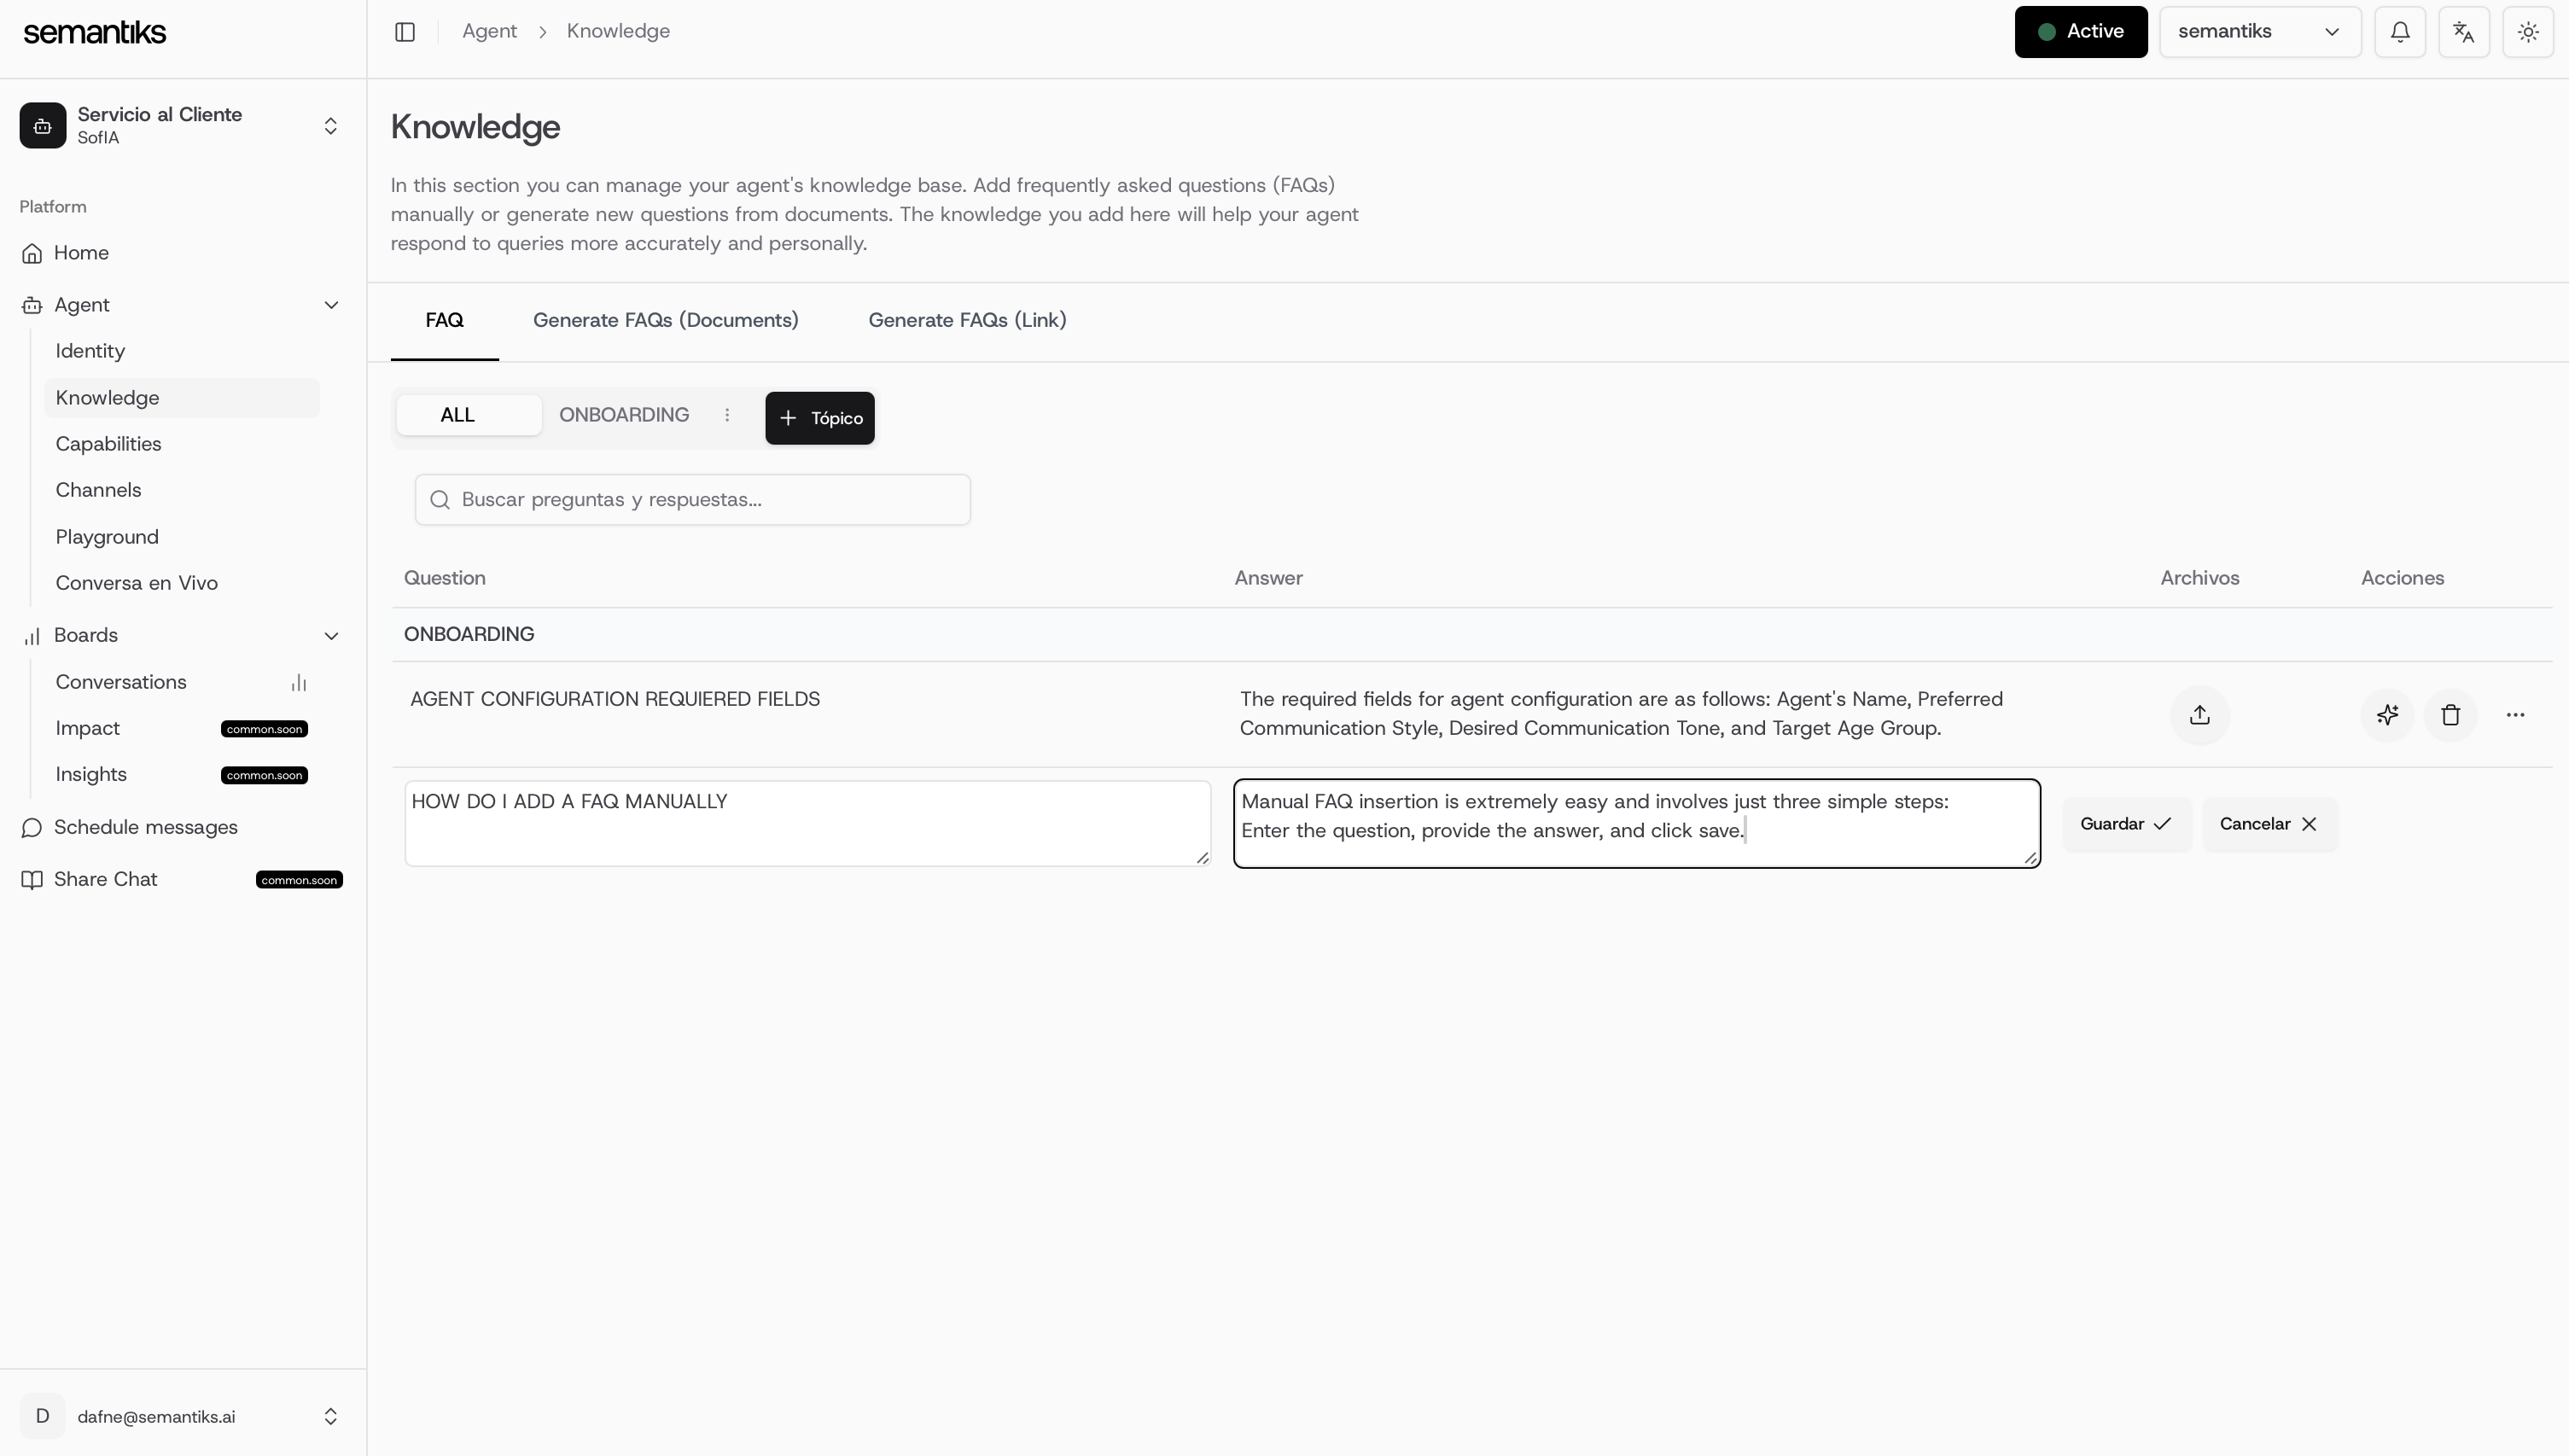 semantiks
Agent > Knowledge
Active
semantiks
Servicio al Cliente
SofIA
Platform
Home
Agent
Identity
Knowledge
Capabilities
Channels
Playground
Conversa en Vivo
Boards
Conversations
Impact common.soon
Insights common.soon
Schedule messages
Share Chat common.soon
D dafne@semantiks.ai
Knowledge
In this section you can manage your agent's knowledge base. Add frequently asked questions (FAQs)
manually or generate new questions from documents. The knowledge you add here will help your agent
respond to queries more accurately and personally.
FAQ Generate FAQs (Documents) Generate FAQs (Link)
ALL ONBOARDING + Tópico
Buscar preguntas y respuestas...
Question Answer Archivos Acciones
ONBOARDING
AGENT CONFIGURATION REQUIERED FIELDS
The required fields for agent configuration are as follows: Agent's Name, Preferred
Communication Style, Desired Communication Tone, and Target Age Group.
HOW DO I ADD A FAQ MANUALLY
Manual FAQ insertion is extremely easy and involves just three simple steps:
Enter the question, provide the answer, and click save.
Guardar Cancelar